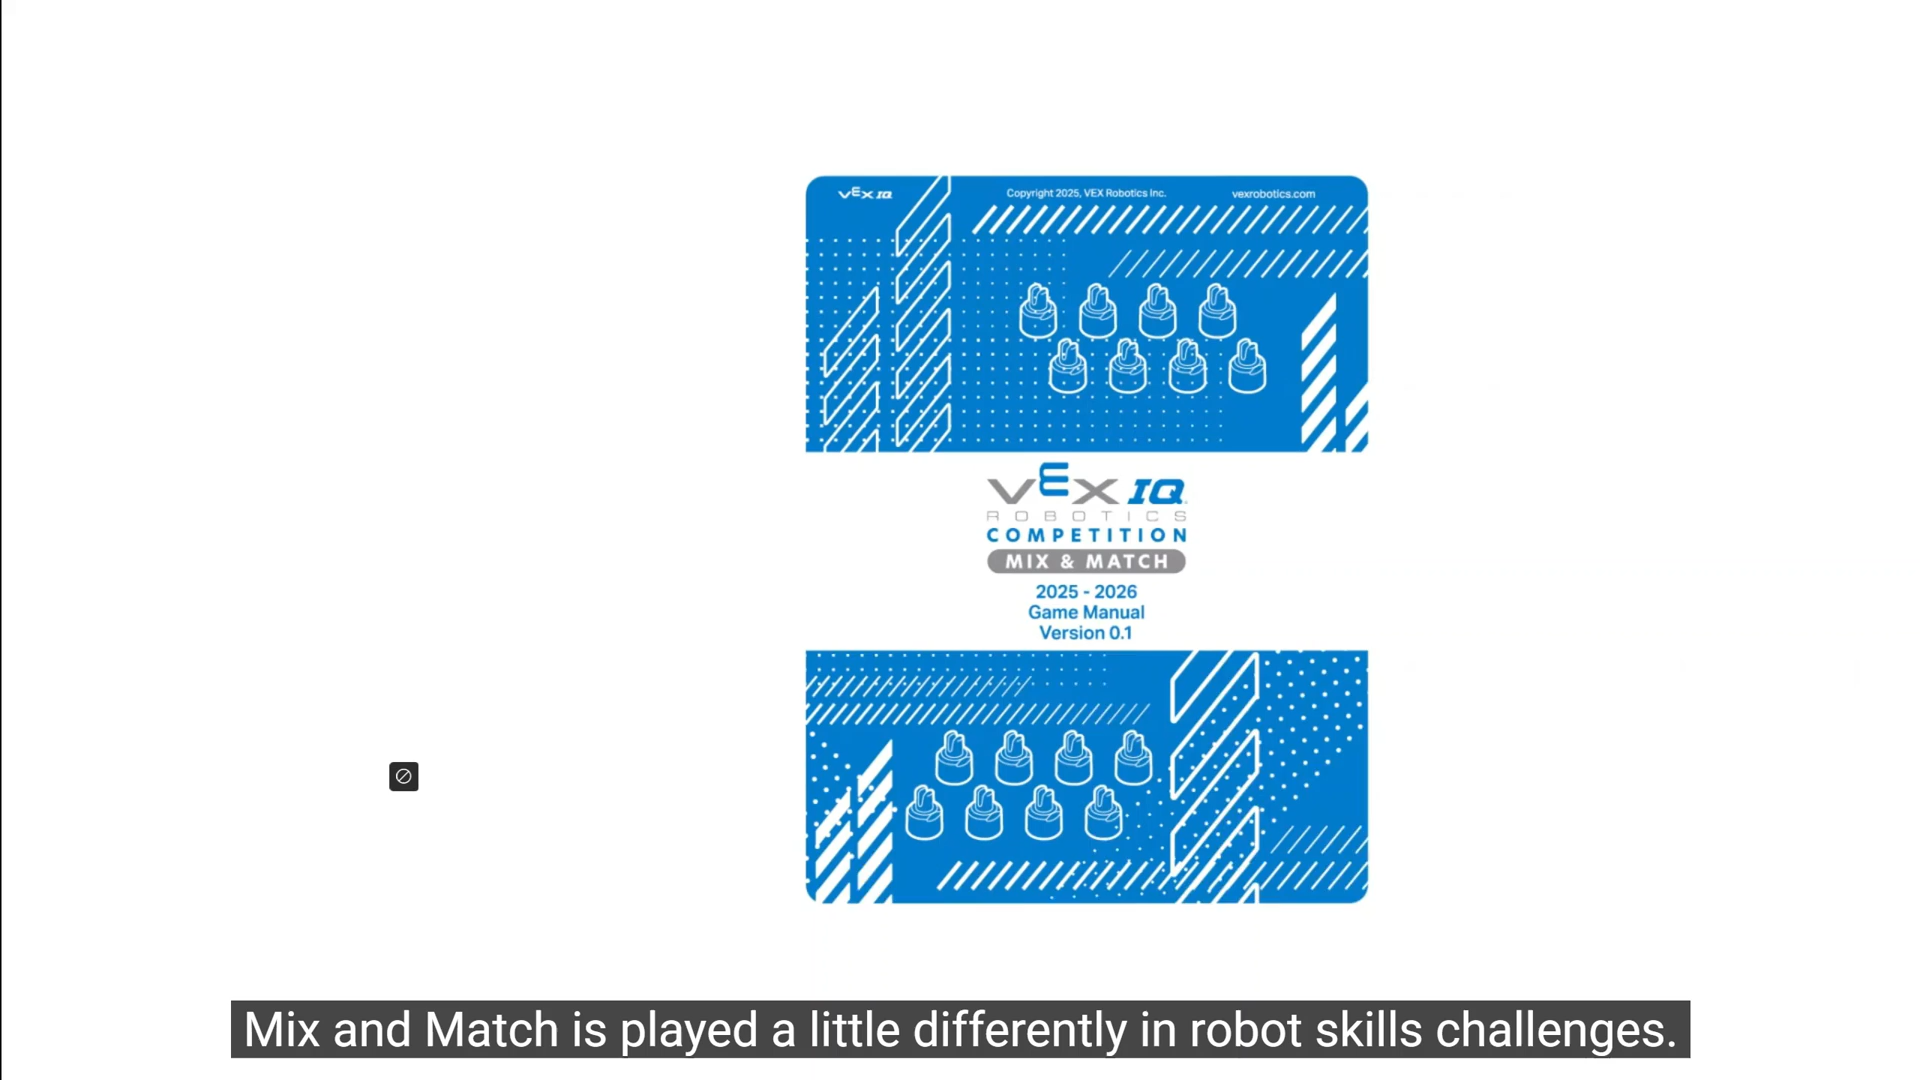 VEX IQ
Copyright 2025, VEX Robotics Inc.
vexrobotics.com
VEX IQ
ROBOTICS
COMPETITION
MIX & MATCH
2025 - 2026
Game Manual
Version 0.1
Mix and Match is played a little differently in robot skills challenges.